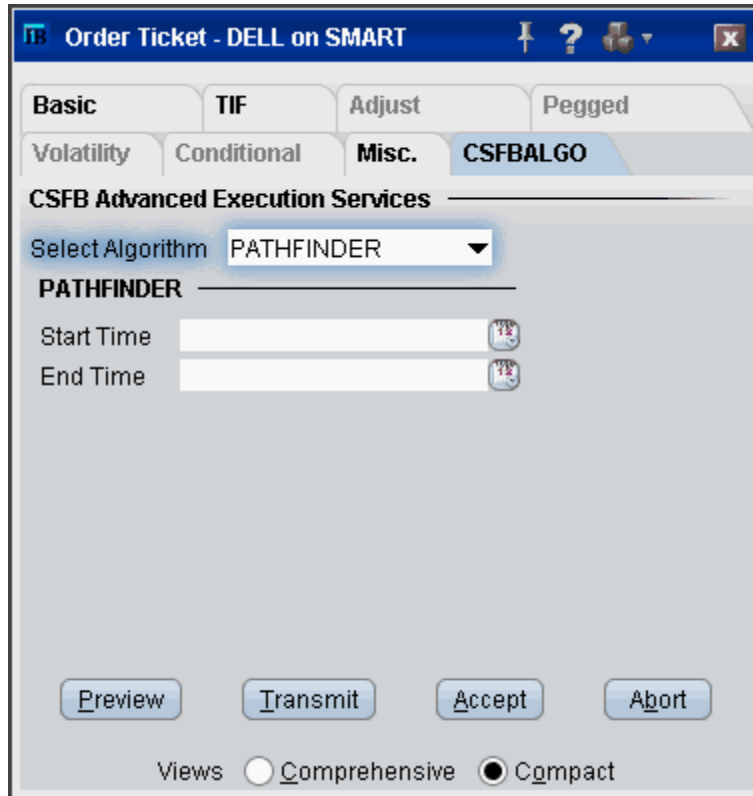 IB Order Ticket - DELL on SMART
Basic TIF Adjust Pegged
Volatility Conditional Misc. CSFBALGO
CSFB Advanced Execution Services
Select Algorithm PATHFINDER
PATHFINDER
Start Time
End Time
Preview Transmit Accept Abort
Views Comprehensive Compact